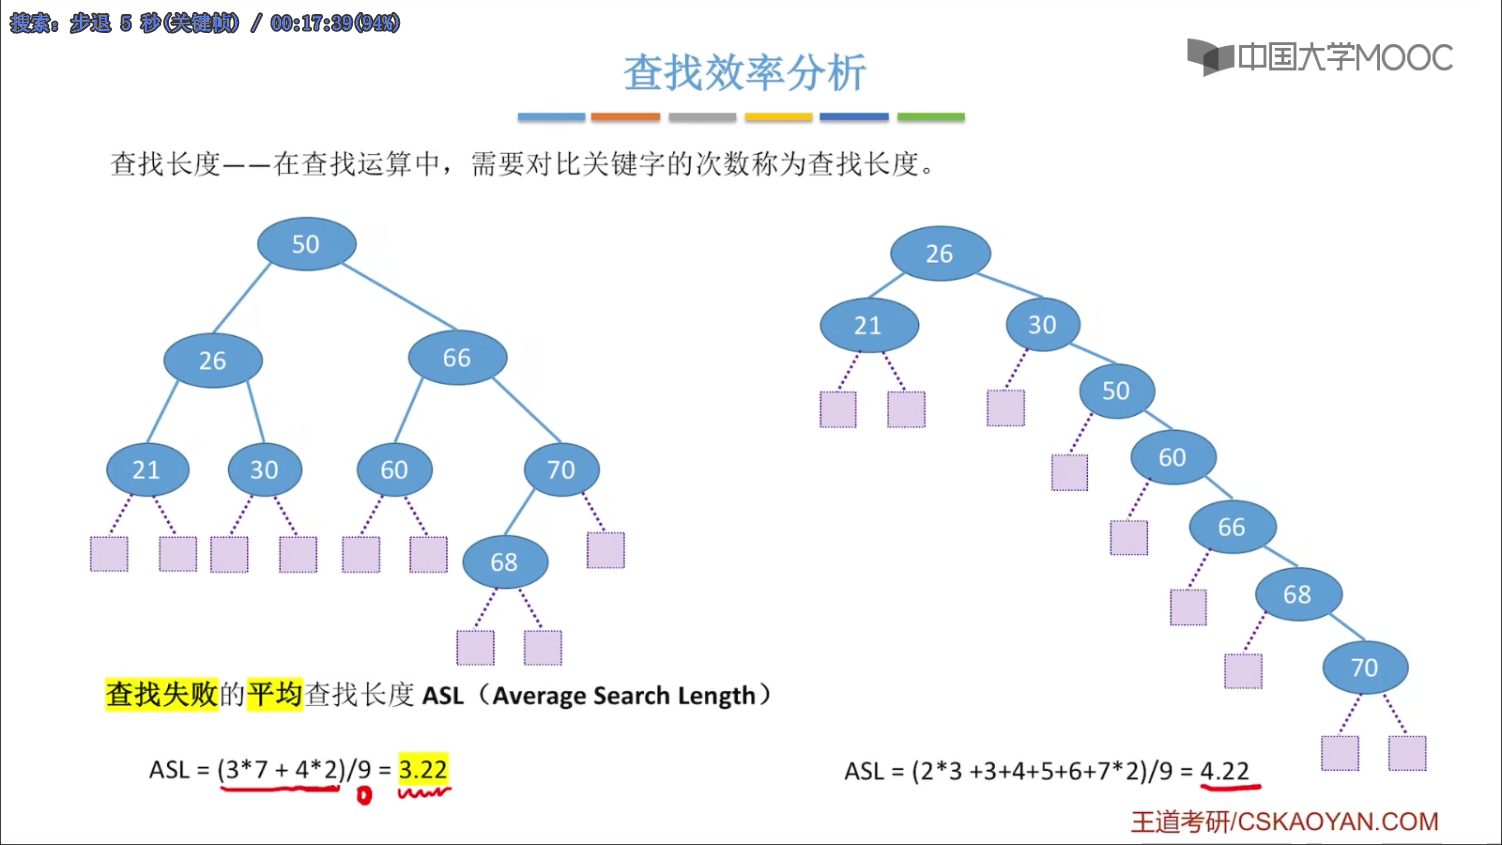 搜索: 步退 5 秒(关键帧) / 00:17:39(94%)
中国大学MOOC
查找效率分析
查找长度——在查找运算中，需要对比关键字的次数称为查找长度。
50
26 66
21 30 60 70
68
26
21 30
50
60
66
68
70
查找失败的平均查找长度 ASL（Average Search Length）
ASL = (3*7 + 4*2)/9 = 3.22
ASL = (2*3 +3+4+5+6+7*2)/9 = 4.22
王道考研/CSKAOYAN.COM